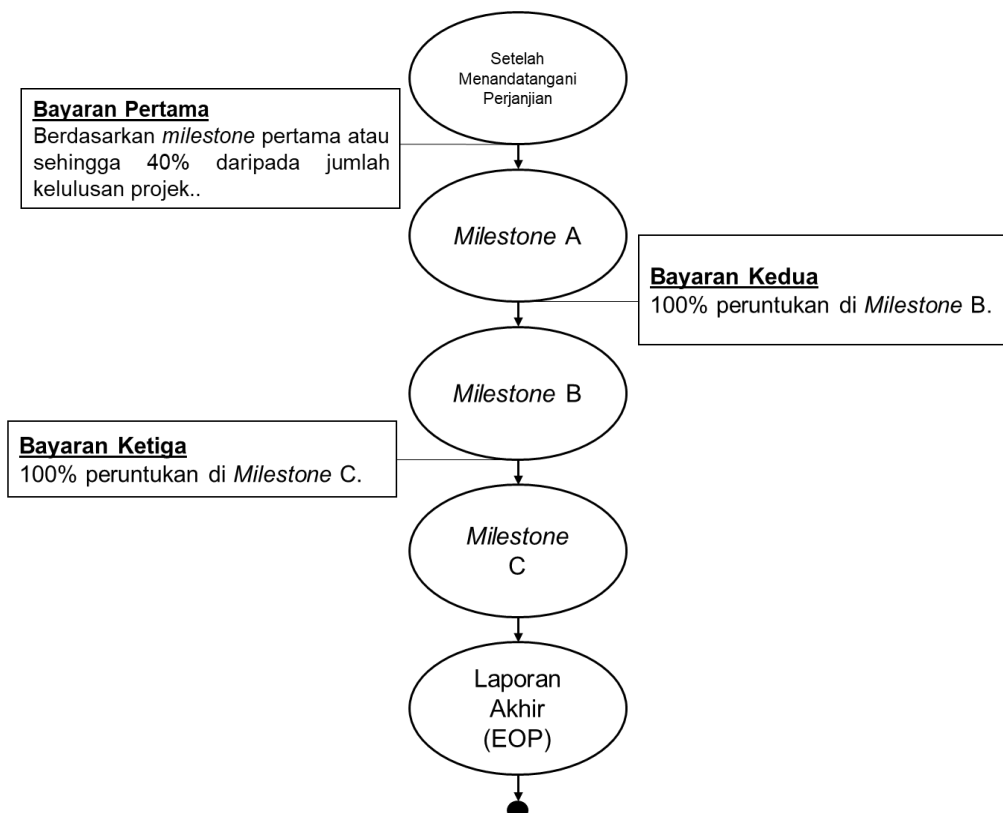 Setelah
Menandatangani
Perjanjian
Bayaran Pertama
Berdasarkan milestone pertama atau
sehingga 40% daripada jumlah
kelulusan projek..
Milestone A
Bayaran Kedua
100% peruntukan di Milestone B.
Milestone B
Bayaran Ketiga
100% peruntukan di Milestone C.
Milestone
C
Laporan
Akhir
(EOP)